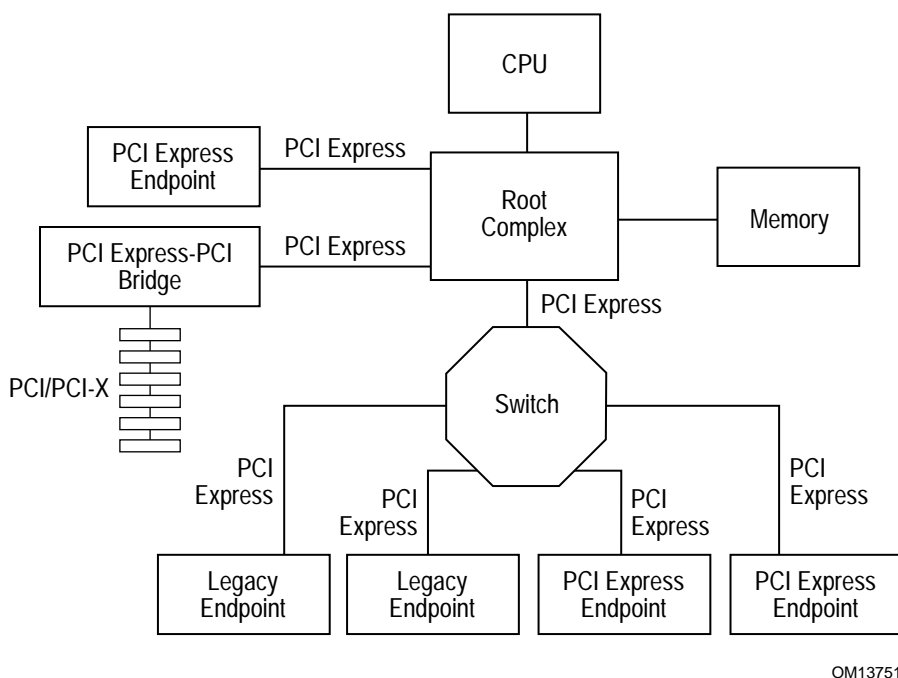 CPU
PCI Express
Endpoint
PCI Express
Root
Complex
Memory
PCI Express-PCI
Bridge
PCI Express
PCI Express
PCI/PCI-X
Switch
PCI
Express
PCI
Express
PCI
Express
PCI
Express
Legacy
Endpoint
Legacy
Endpoint
PCI Express
Endpoint
PCI Express
Endpoint
OM13751